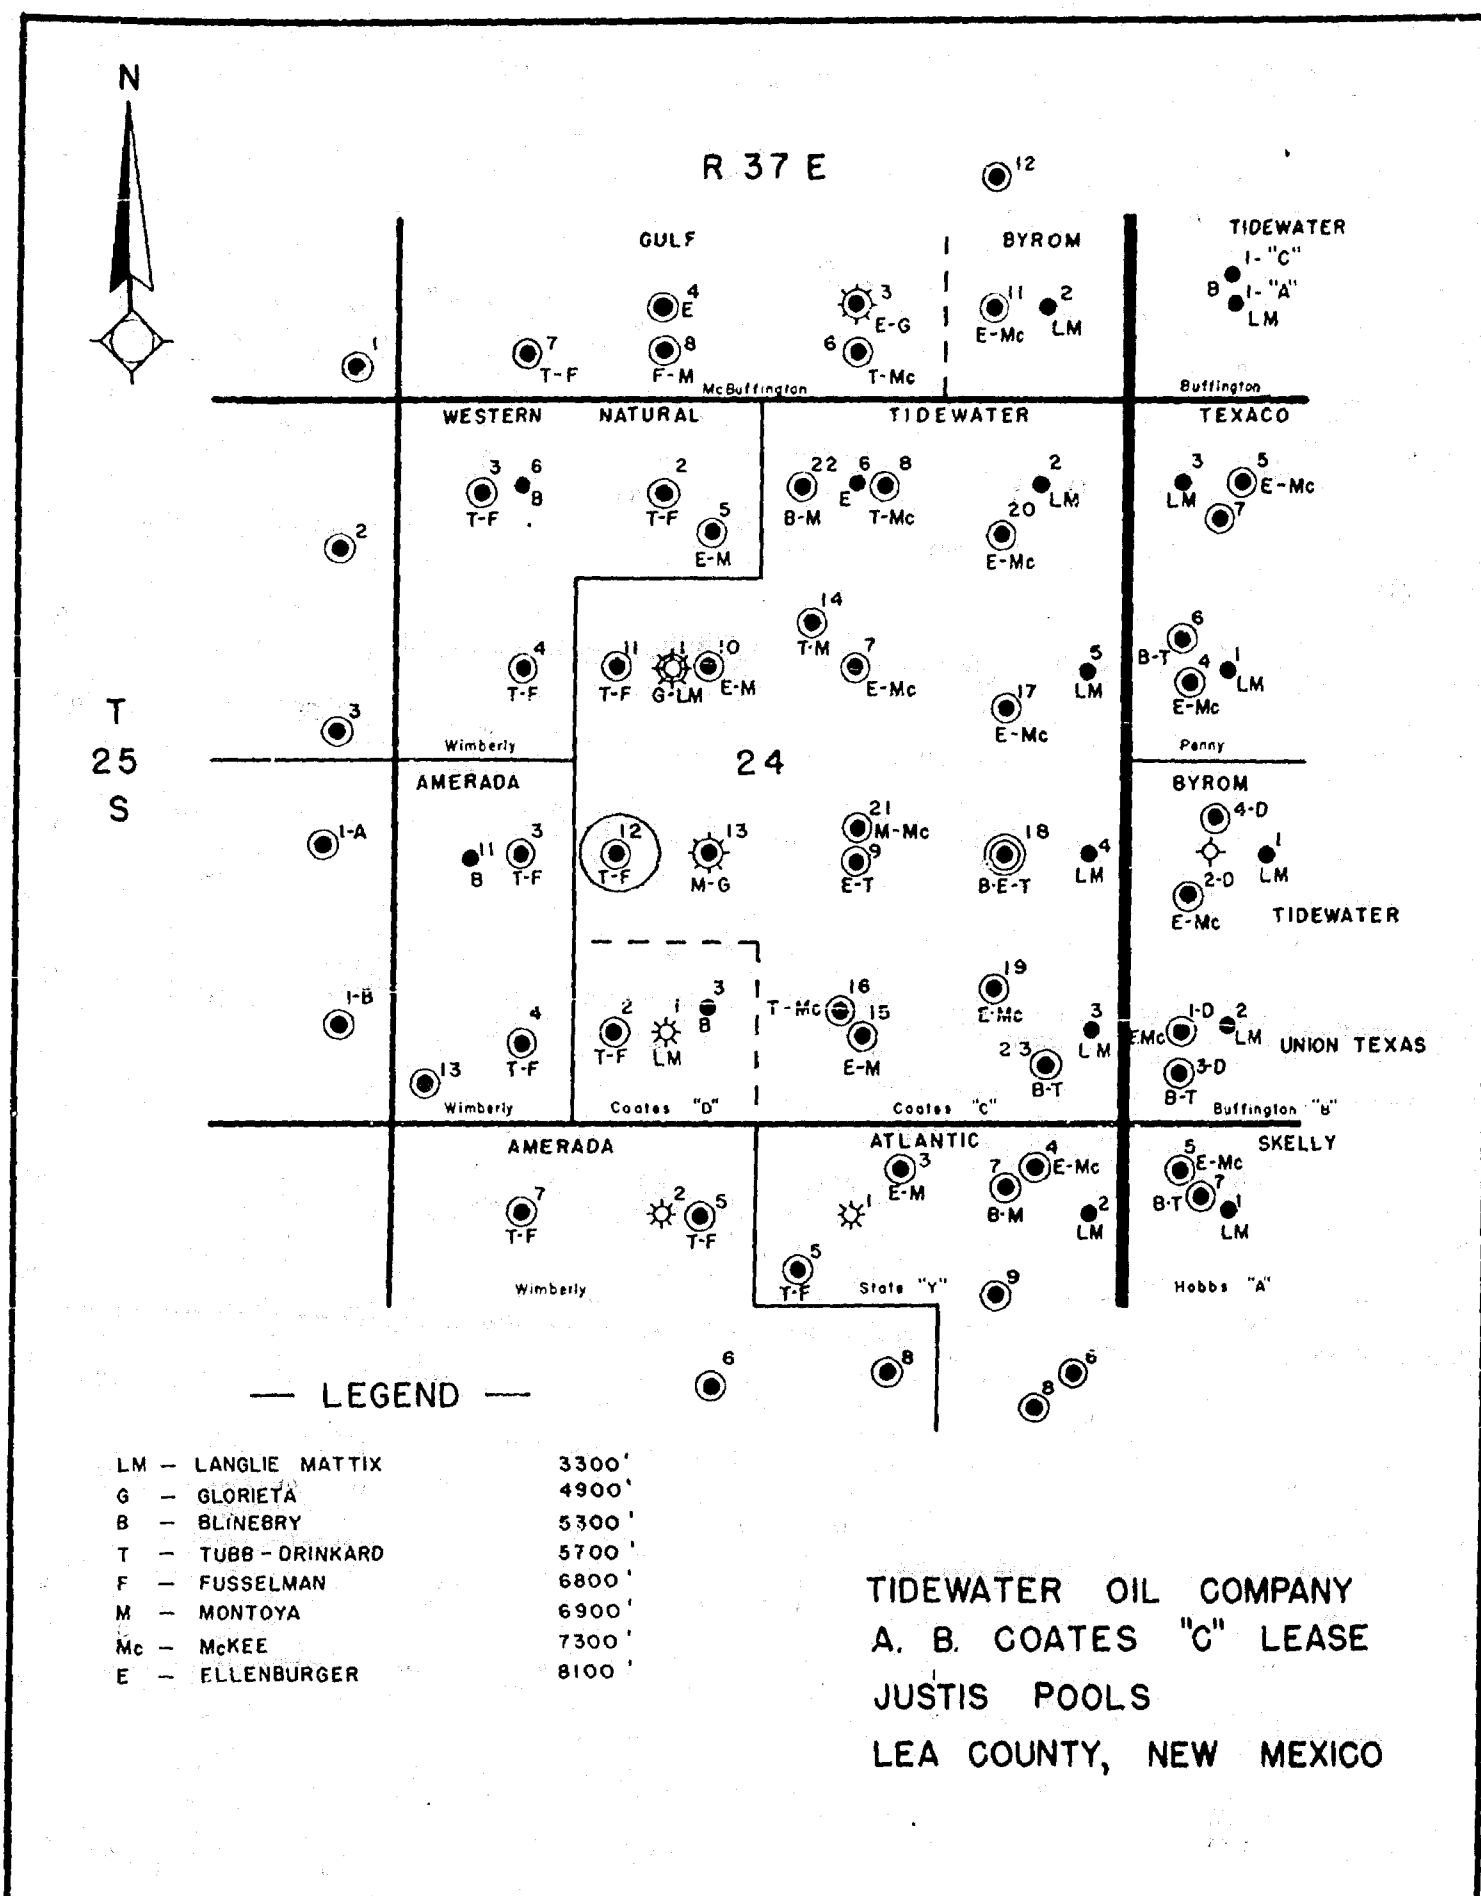 N
R 37 E
12
GULF
BYROM
TIDEWATER
1-"C"
B 1-"A"
LM
4
E
3
E-G
11
E-Mc
2
LM
1
7
T-F
8
F-M
6
T-Mc
McBuffington
Buffington
WESTERN NATURAL
TIDEWATER
TEXACO
3
T-F
6
B
2
T-F
5
E-M
22
B-M
6
E
8
T-Mc
2
LM
20
E-Mc
3
LM
5
E-Mc
7
2
14
T-M
4
T-F
11
T-F
1
G-LM
10
E-M
7
E-Mc
5
LM
17
E-Mc
6
B-T
4
E-Mc
1
LM
T
25
S
3
Wimberly
24
Penny
AMERADA
BYROM
1-A
11
B
3
T-F
12
T-F
13
M-G
21
M-Mc
9
E-T
18
B-E-T
4
LM
4-D
1
LM
2-D
E-Mc
TIDEWATER
1-B
4
T-F
13
2
T-F
1
LM
3
B
16
T-Mc
15
E-M
19
E-Mc
3
LM
23
B-T
1-D
EMc
2
LM
UNION TEXAS
3-D
B-T
Wimberly
Coates "D"
Coates "C"
Buffington "B"
AMERADA
ATLANTIC
SKELLY
7
T-F
2
5
T-F
3
E-M
1
7
B-M
4
E-Mc
2
LM
5
E-Mc
7
B-T
1
LM
5
T-F
Wimberly
State "Y"
9
Hobbs "A"
6
8
6
8
— LEGEND —
LM — LANGLIE MATTIX 3300'
G — GLORIETA 4900'
B — BLINEBRY 5300'
T — TUBB-DRINKARD 5700'
F — FUSSELMAN 6800'
M — MONTOYA 6900'
Mc — McKEE 7300'
E — ELLENBURGER 8100'
TIDEWATER OIL COMPANY
A. B. COATES "C" LEASE
JUSTIS POOLS
LEA COUNTY, NEW MEXICO